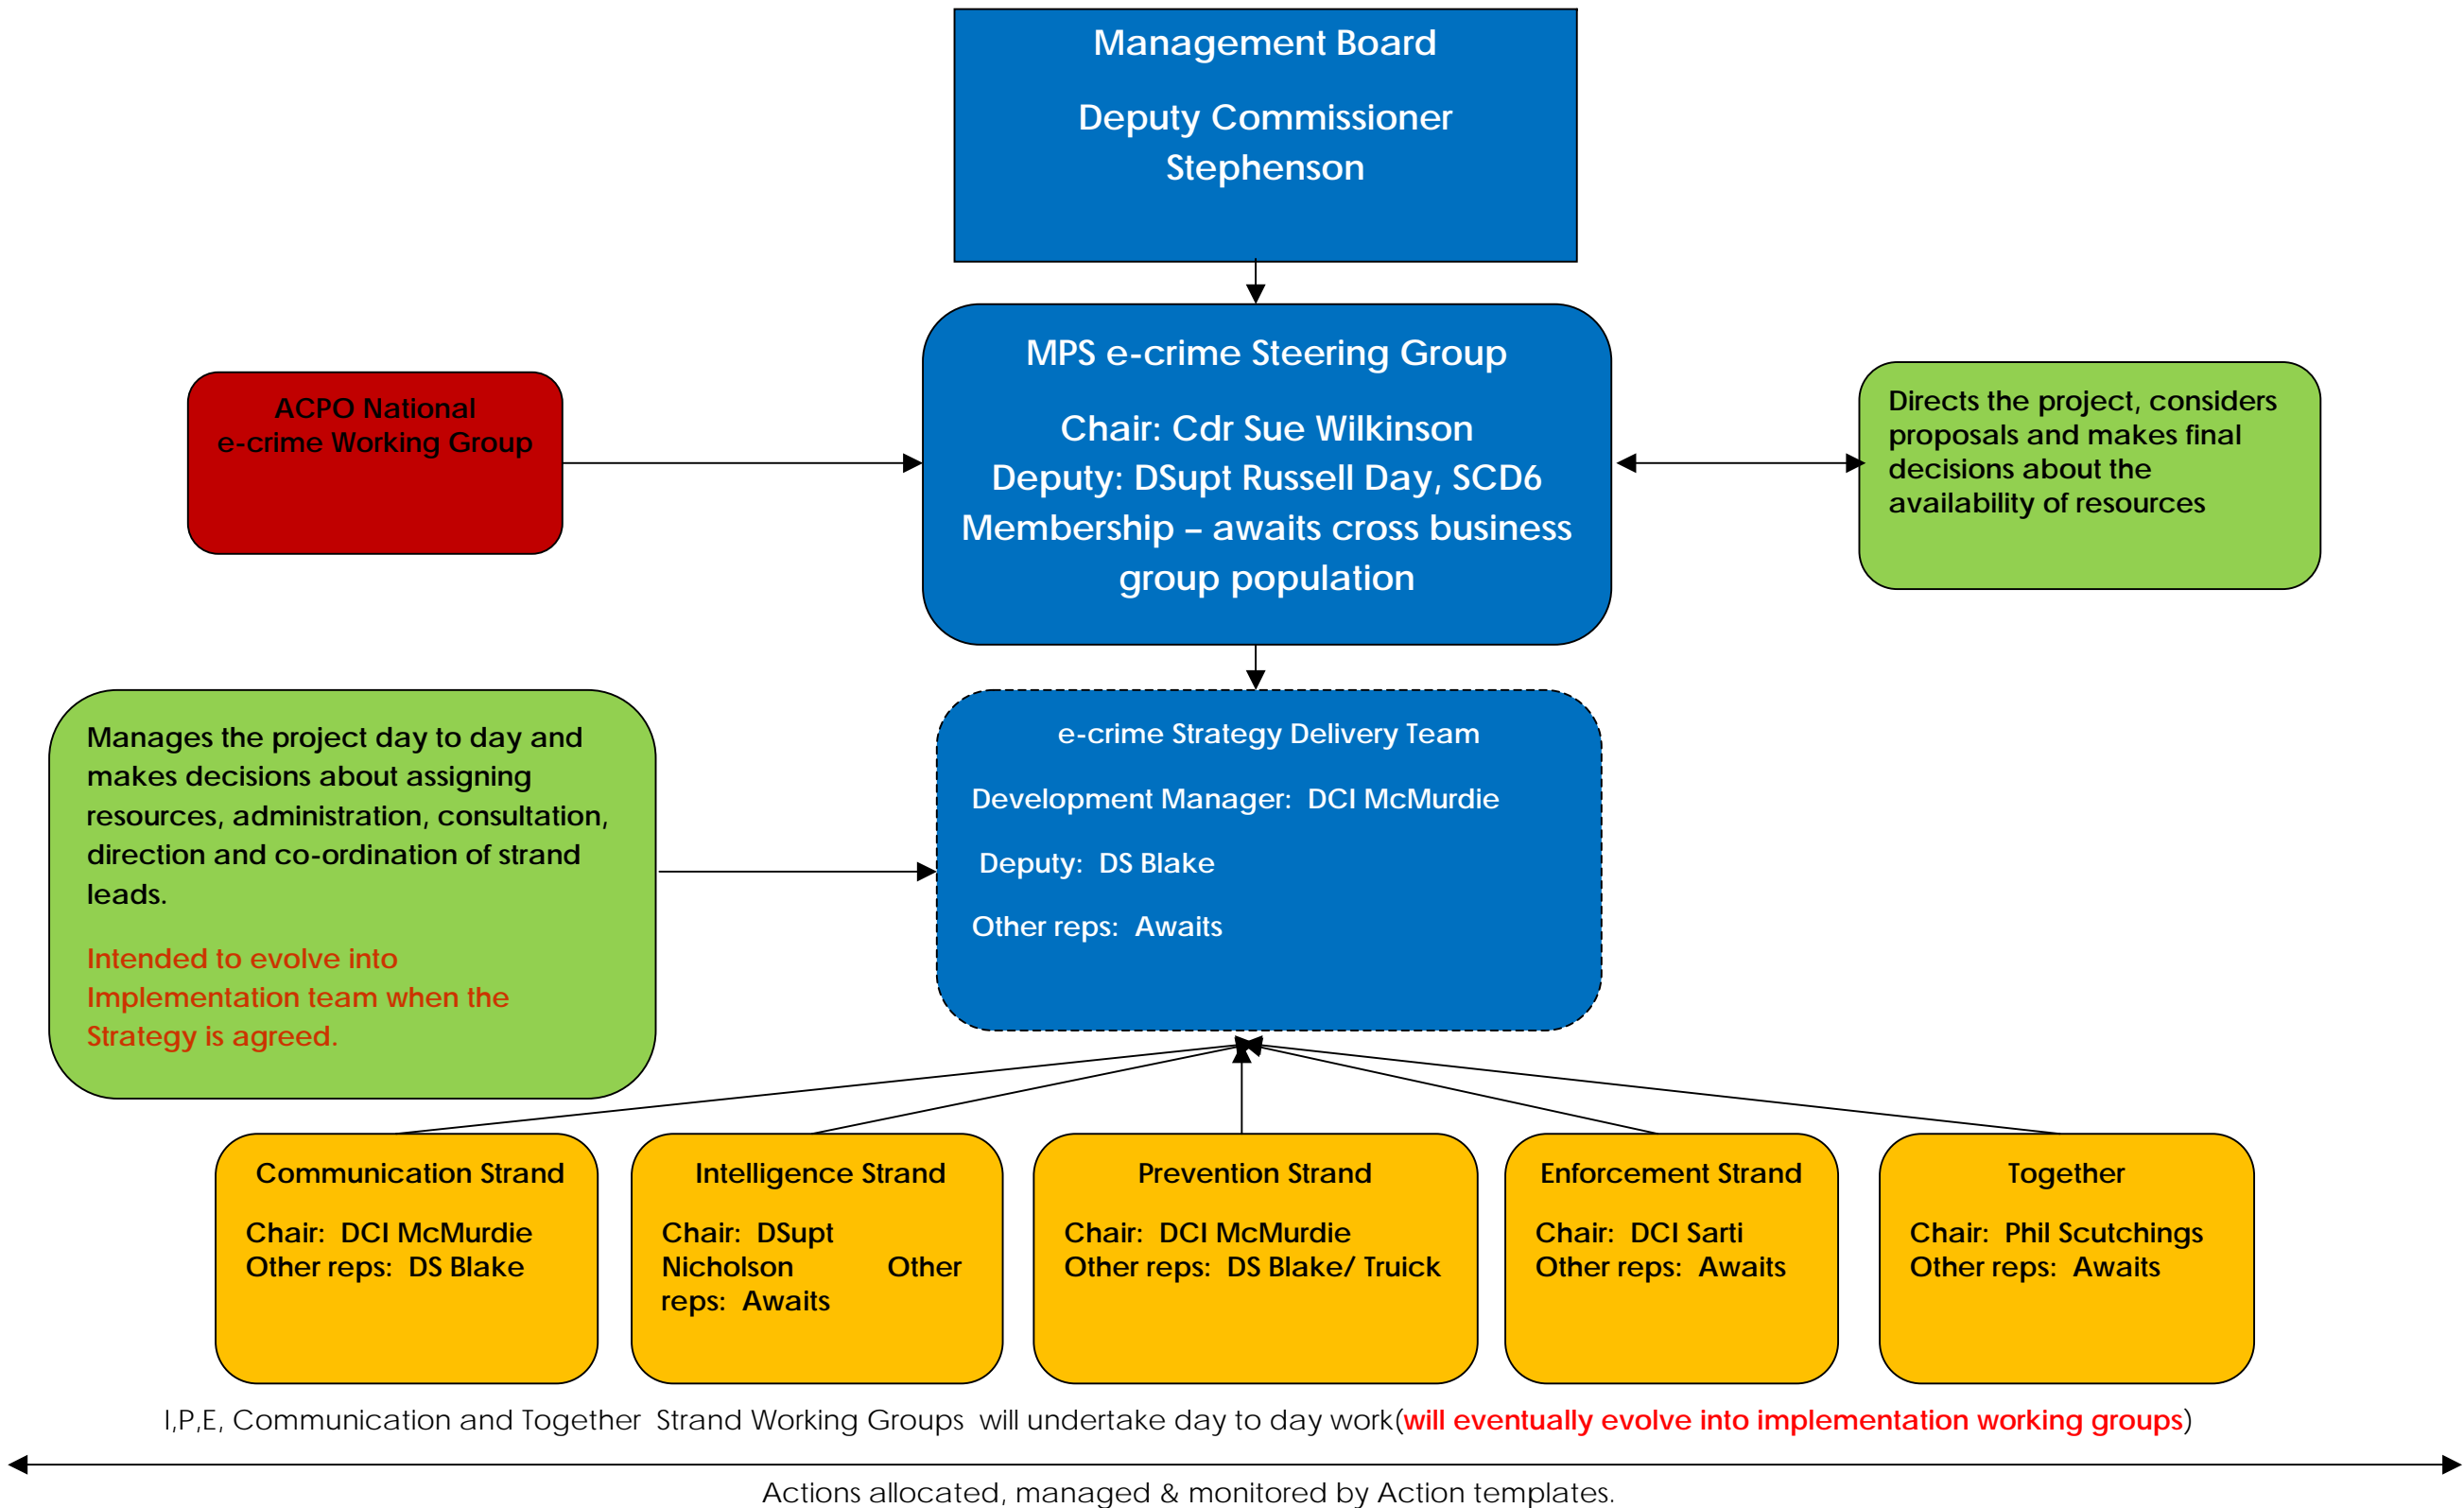 Management Board
Deputy Commissioner
Stephenson
MPS e-crime Steering Group
Chair: Cdr Sue Wilkinson
Deputy: DSupt Russell Day, SCD6
Membership – awaits cross business
group population
ACPO National
e-crime Working Group
Directs the project, considers
proposals and makes final
decisions about the
availability of resources
Manages the project day to day and
makes decisions about assigning
resources, administration, consultation,
direction and co-ordination of strand
leads.
Intended to evolve into
Implementation team when the
Strategy is agreed.
e-crime Strategy Delivery Team
Development Manager: DCI McMurdie
Deputy: DS Blake
Other reps: Awaits
Communication Strand
Chair: DCI McMurdie
Other reps: DS Blake
Intelligence Strand
Chair: DSupt
Nicholson Other
reps: Awaits
Prevention Strand
Chair: DCI McMurdie
Other reps: DS Blake/ Truick
Enforcement Strand
Chair: DCI Sarti
Other reps: Awaits
Together
Chair: Phil Scutchings
Other reps: Awaits
I,P,E, Communication and Together Strand Working Groups will undertake day to day work(will eventually evolve into implementation working groups)
Actions allocated, managed & monitored by Action templates.